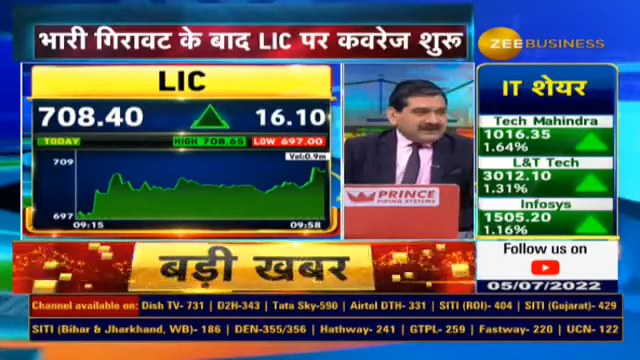 भारी गिरावट के बाद LIC पर कवरेज शुरू
ZEE BUSINESS
LIC
708.40 16.10
TODAY HIGH 708.65 LOW 697.00
Vol:0.9m
709
697
09:15 09:58
PRINCE
PIPING SYSTEMS
IT शेयर
Tech Mahindra
1016.35
1.64%
L&T Tech
3012.10
1.31%
Infosys
1505.20
1.16%
बड़ी खबर
Follow us on
05/07/2022
Channel available on: Dish TV- 731 | D2H-343 | Tata Sky-590 | Airtel DTH- 331 | SITI (ROI)- 404 | SITI (Gujarat)- 429
SITI (Bihar & Jharkhand, WB)- 186 | DEN-355/356 | Hathway- 241 | GTPL- 259 | Fastway- 220 | UCN- 122